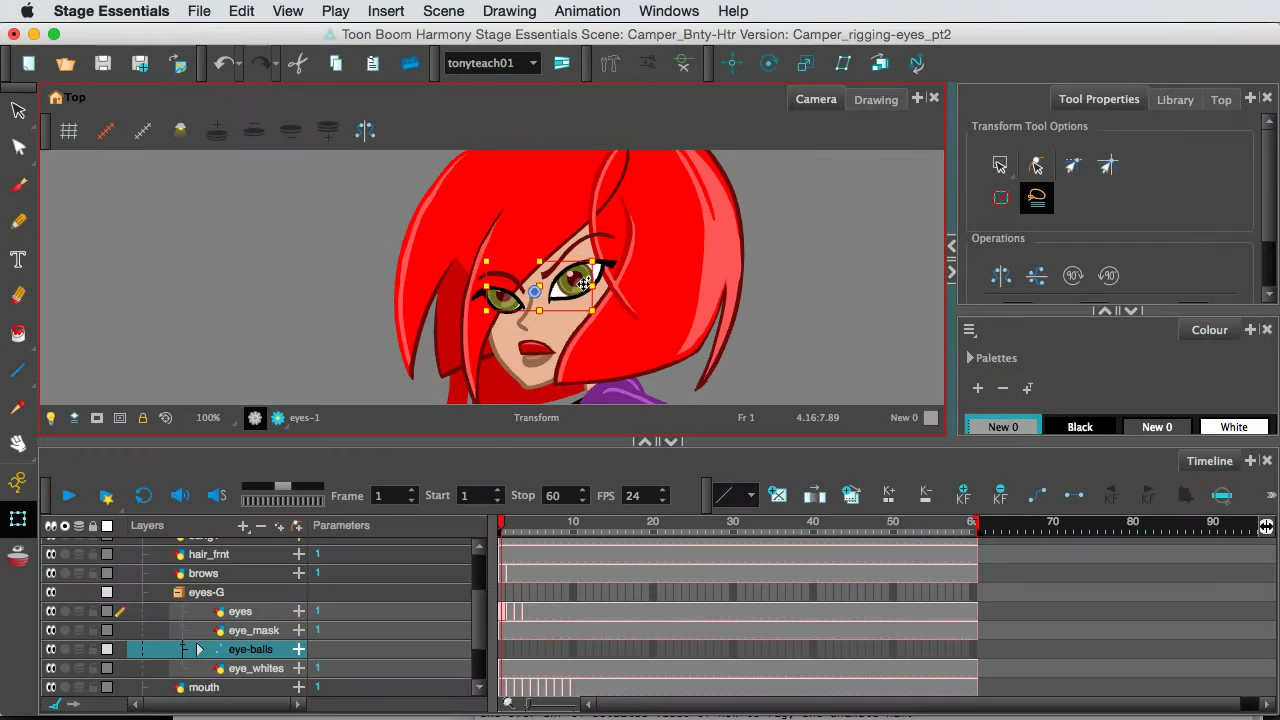 Stage Essentials File Edit View Play Insert Scene Drawing Animation Windows Help
Toon Boom Harmony Stage Essentials Scene: Camper_Bnty-Htr Version: Camper_rigging-eyes_pt2
tonyteach01
Top Camera Drawing
Tool Properties Library Top
Transform Tool Options
90° 90°
Operations
Colour
Palettes
New 0 Black New 0 White
100% eyes-1 Transform Fr 1 4.16:7.89 New 0
Timeline
Frame 1 Start 1 Stop 60 FPS 24
Layers Parameters 10 20 30 40 50 60 70 80 90
hair_frnt 1
brows 1
eyes-G
eyes 1
eye_mask 1
eye-balls
eye_whites 1
mouth 1